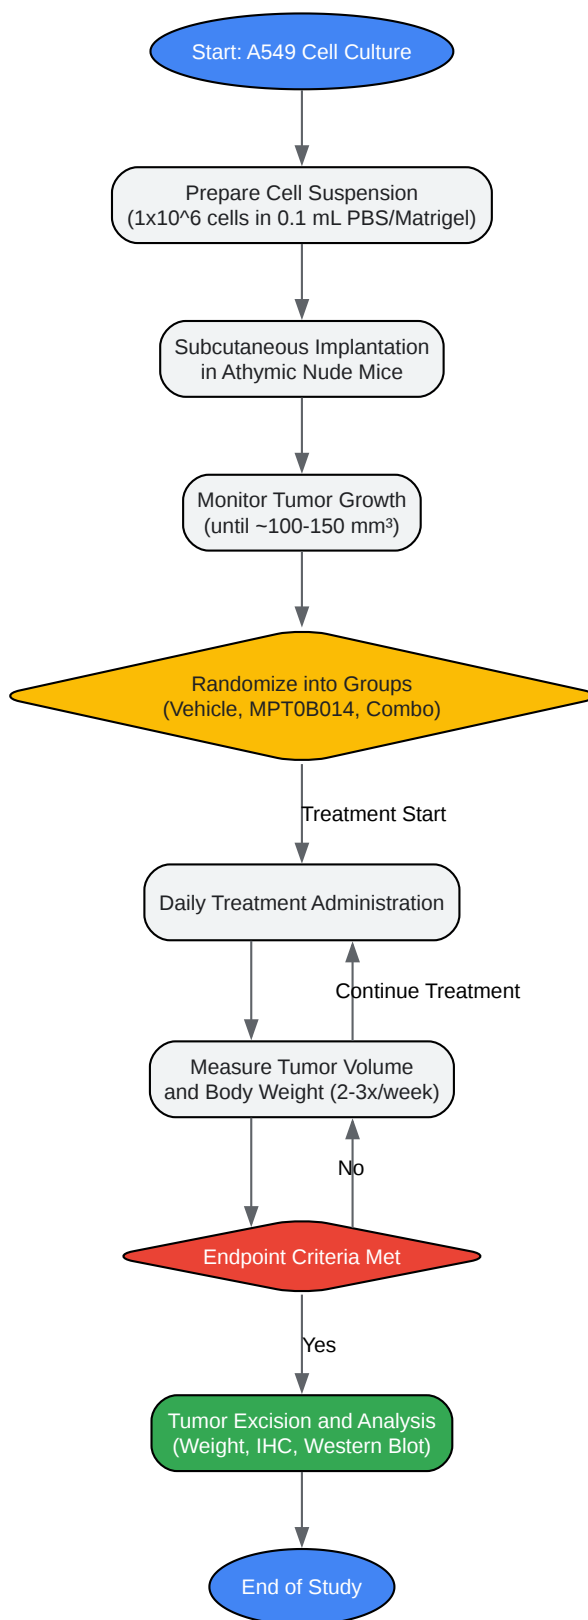 Start: A549 Cell Culture
Prepare Cell Suspension
(1x10^6 cells in 0.1 mL PBS/Matrigel)
Subcutaneous Implantation
in Athymic Nude Mice
Monitor Tumor Growth
(until ~100-150 mm³)
Randomize into Groups
(Vehicle, MPT0B014, Combo)
Treatment Start
Daily Treatment Administration
Continue Treatment
Measure Tumor Volume
and Body Weight (2-3x/week)
No
Endpoint Criteria Met
Yes
Tumor Excision and Analysis
(Weight, IHC, Western Blot)
End of Study